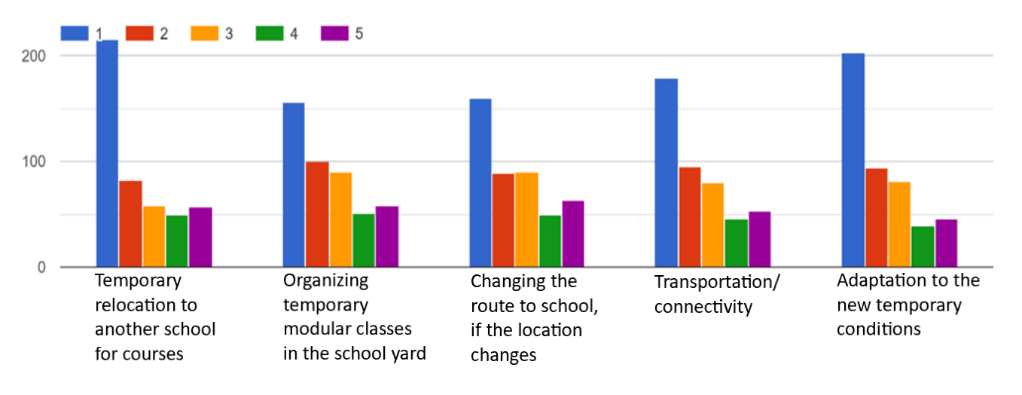 1 2 3 4 5
200
100
0
Temporary
relocation to
another school
for courses
Organizing
temporary
modular classes
in the school yard
Changing the
route to school,
if the location
changes
Transportation/
connectivity
Adaptation to the
new temporary
conditions